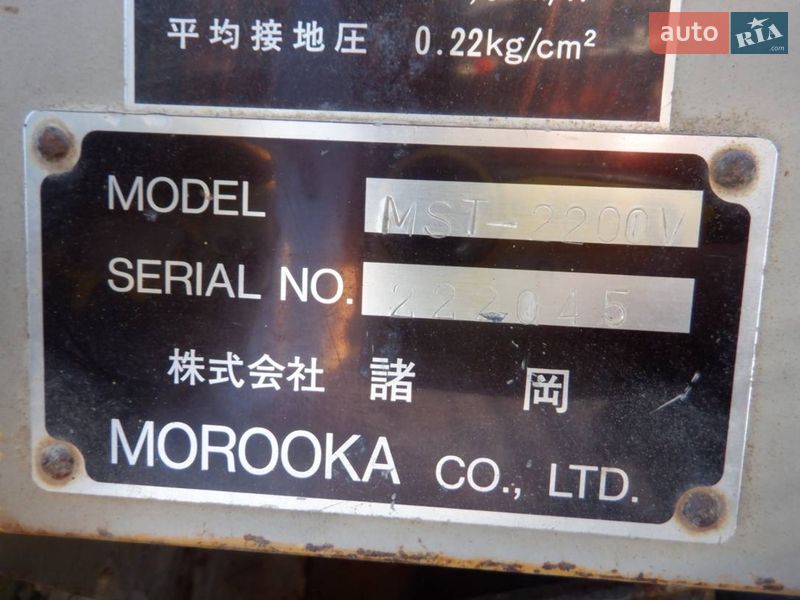 平均接地圧 0.22kg/cm²
auto RIA.com
MODEL MST-2200V
SERIAL NO. 222045
株式会社 諸岡
MOROOKA CO., LTD.